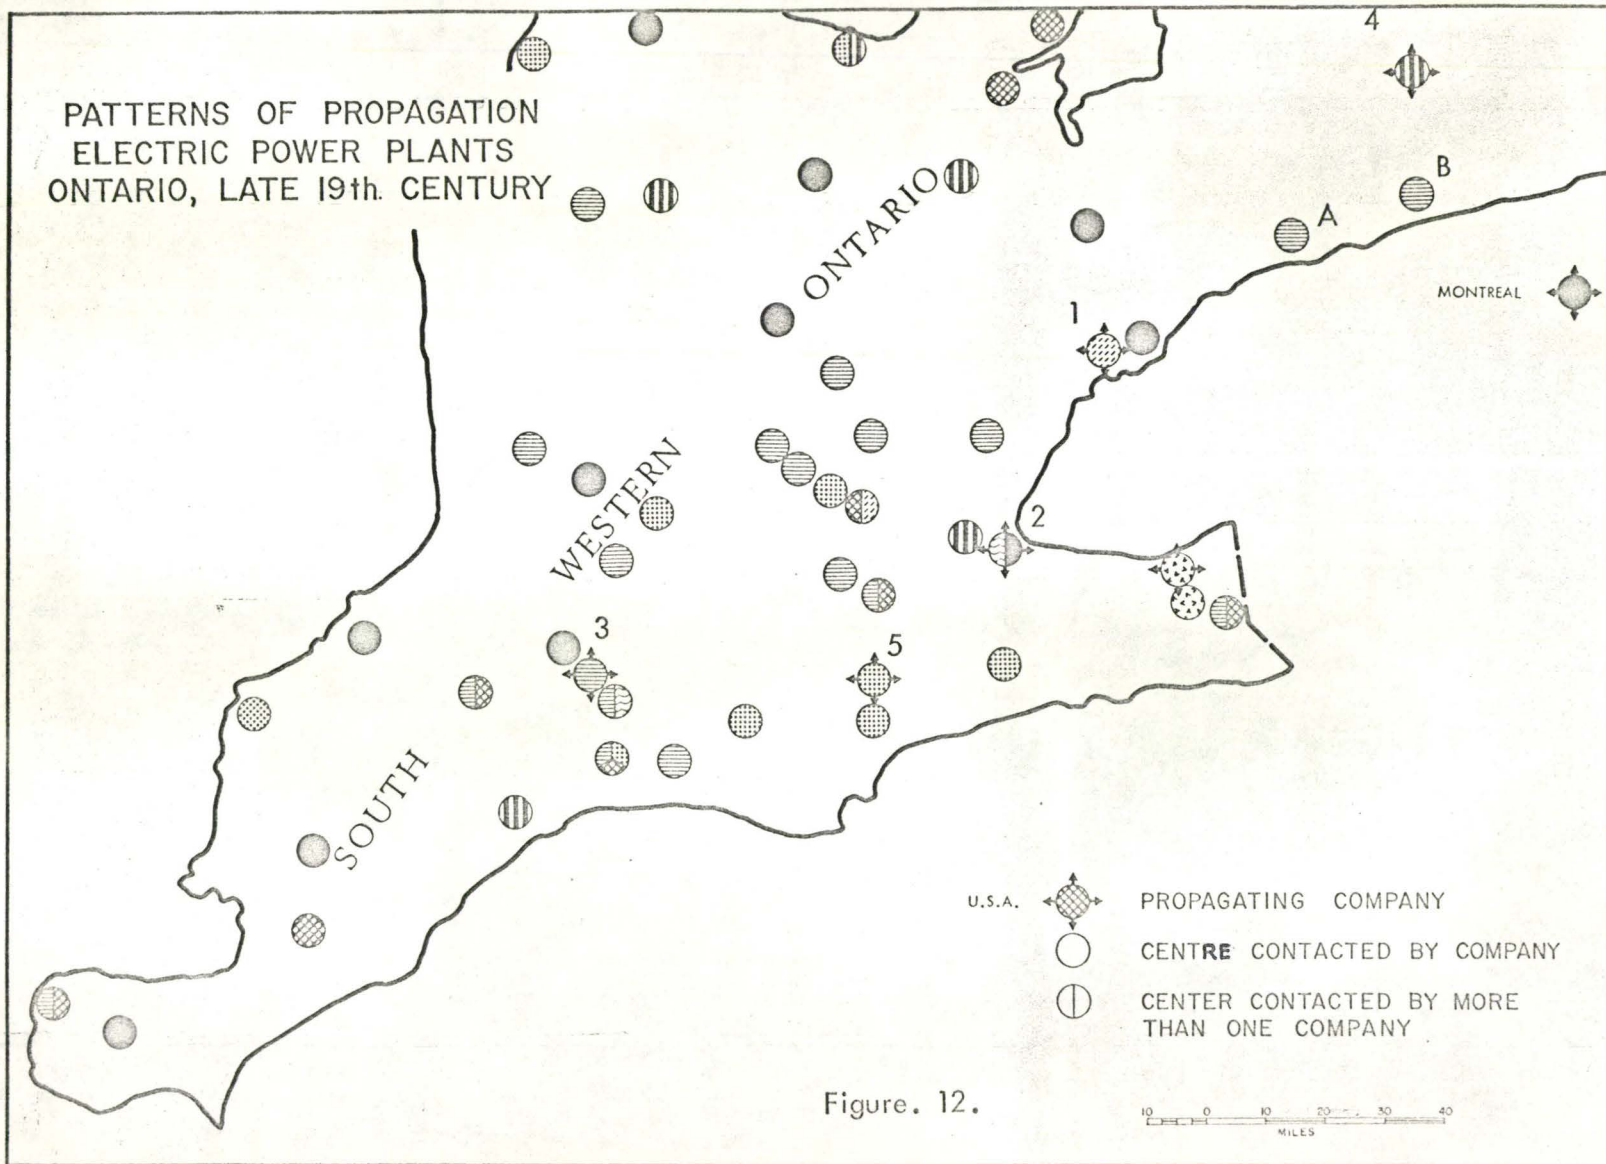 PATTERNS OF PROPAGATION
ELECTRIC POWER PLANTS
ONTARIO, LATE 19th. CENTURY
4
B
A
MONTREAL
1
2
3
5
SOUTH
WESTERN
ONTARIO
U.S.A.
PROPAGATING COMPANY
CENTRE CONTACTED BY COMPANY
CENTER CONTACTED BY MORE
THAN ONE COMPANY
Figure. 12.
10 0 10 20 30 40
MILES